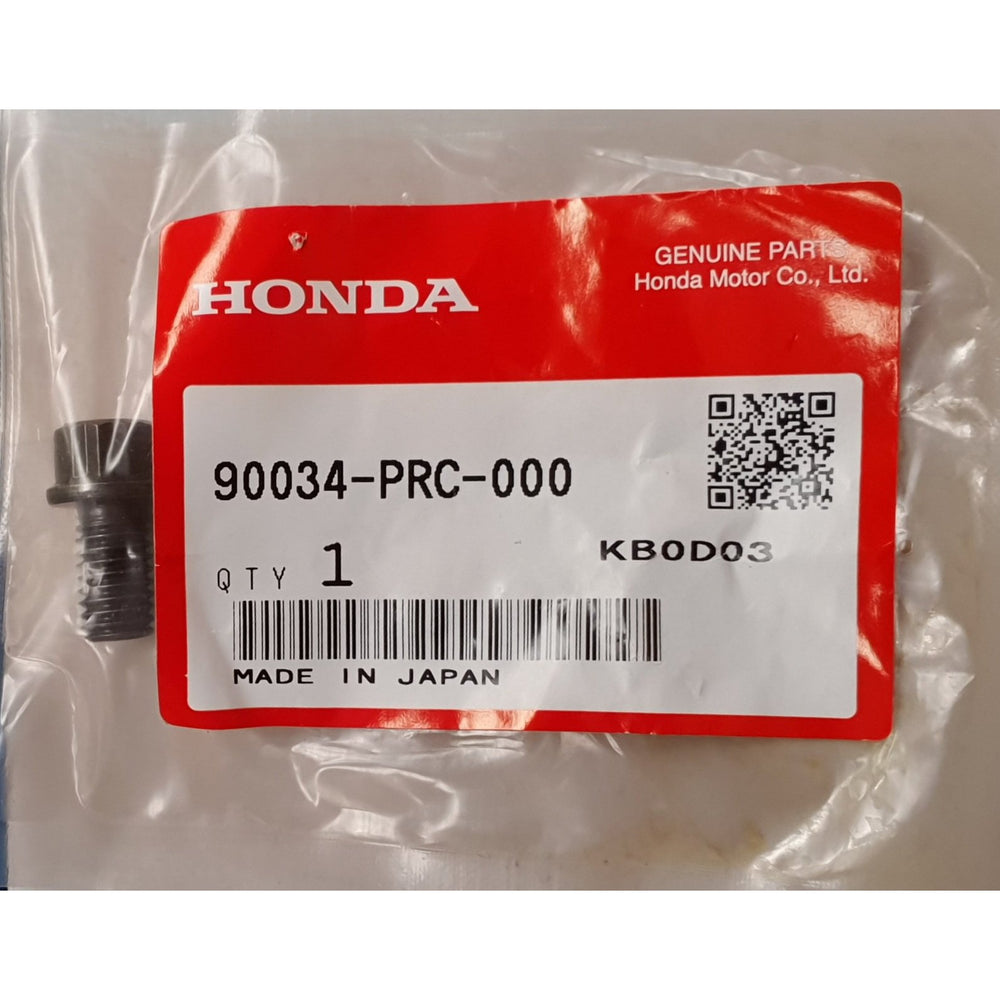 HONDA
GENUINE PARTS
Honda Motor Co., Ltd.
90034-PRC-000
KB0D03
QTY 1
MADE IN JAPAN